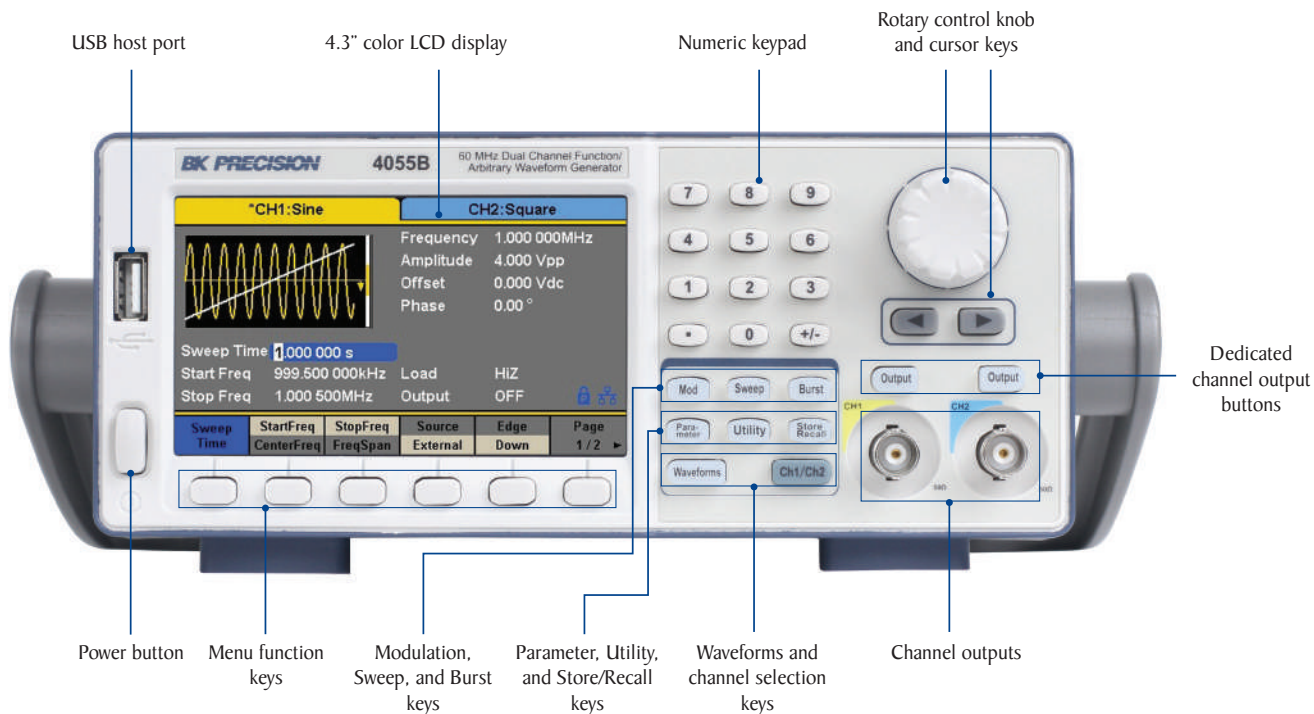 USB host port
4.3" color LCD display
Numeric keypad
Rotary control knob
and cursor keys
BK PRECISION
4055B
60 MHz Dual Channel Function/
Arbitrary Waveform Generator
*CH1:Sine
CH2:Square
Frequency 1.000 000MHz
Amplitude 4.000 Vpp
Offset 0.000 Vdc
Phase 0.00 °
Sweep Time 1.000 000 s
Start Freq 999.500 000kHz Load HiZ
Stop Freq 1.000 500MHz Output OFF
Sweep StartFreq StopFreq Source Edge Page
Time CenterFreq FreqSpan External Down 1/2 ►
7 8 9
4 5 6
1 2 3
• 0 +/-
Mod Sweep Burst
Para-
meter
Utility
Store
Recall
Waveforms Ch1/Ch2
◄ ►
Output Output
CH1 CH2
50Ω 50Ω
Dedicated
channel output
buttons
Power button
Menu function
keys
Modulation,
Sweep, and Burst
keys
Parameter, Utility,
and Store/Recall
keys
Waveforms and
channel selection
keys
Channel outputs